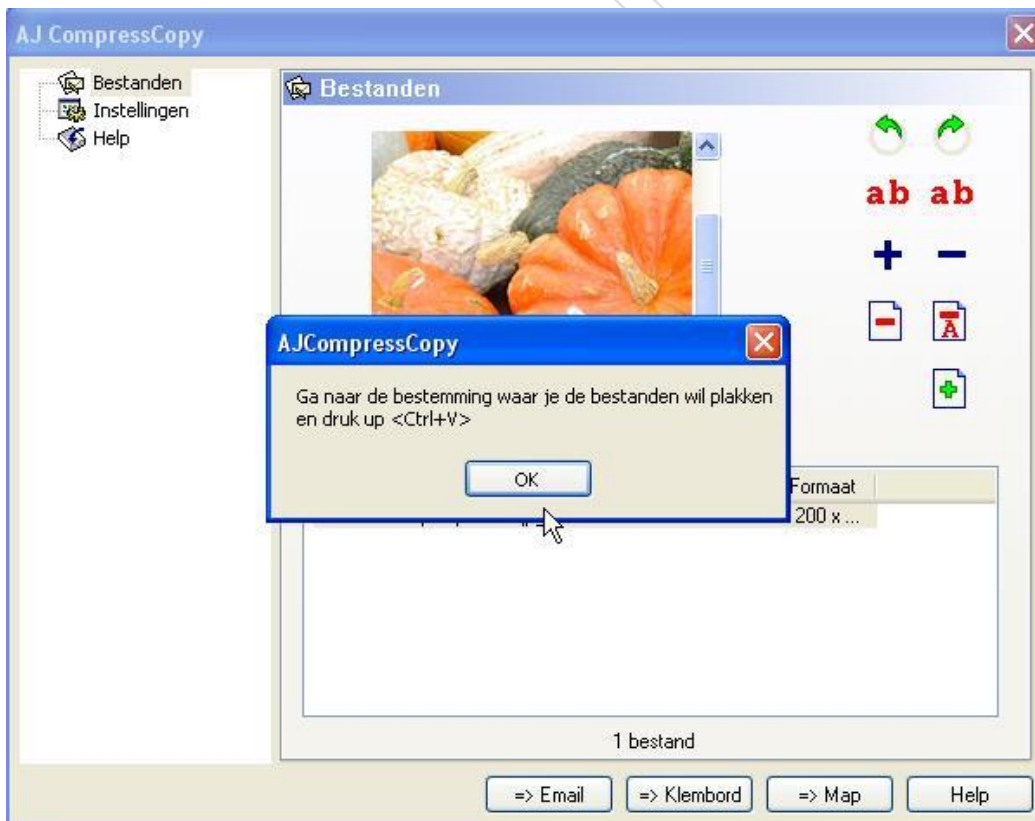 AJ CompressCopy
Bestanden
Instellingen
Help
Bestanden
ab ab
AJCompressCopy
Ga naar de bestemming waar je de bestanden wil plakken
en druk up <Ctrl+V>
OK
Formaat
200 x ...
1 bestand
=> Email
=> Klembord
=> Map
Help